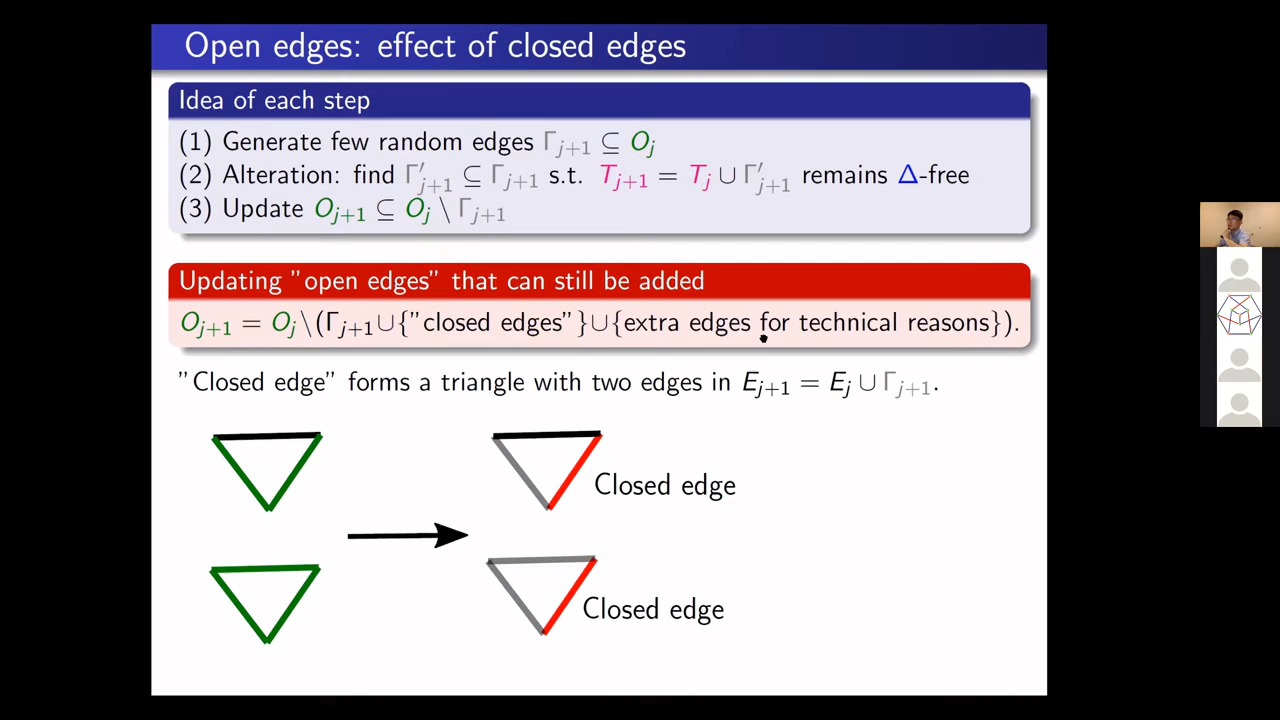 Open edges: effect of closed edges
Idea of each step
(1) Generate few random edges Γ_{j+1} ⊆ O_j
(2) Alteration: find Γ′_{j+1} ⊆ Γ_{j+1} s.t. T_{j+1} = T_j ∪ Γ′_{j+1} remains Δ-free
(3) Update O_{j+1} ⊆ O_j \ Γ_{j+1}
Updating ”open edges” that can still be added
O_{j+1} = O_j \(Γ_{j+1} ∪{”closed edges”}∪{extra edges for technical reasons}).
”Closed edge” forms a triangle with two edges in E_{j+1} = E_j ∪ Γ_{j+1}.
Closed edge
Closed edge